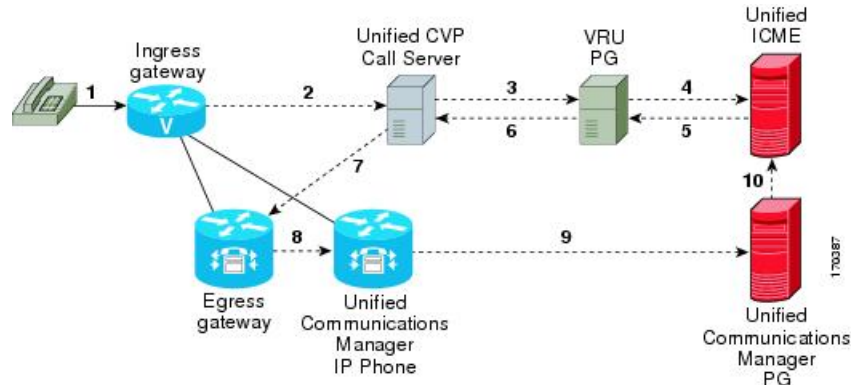 Unified
ICME
Unified CVP
Call Server
VRU
PG
Ingress
gateway
1
2
3
4
V
6
5
7
10
8
9
170387
Egress
gateway
Unified
Communications
Manager
IP Phone
Unified
Communications
Manager
PG